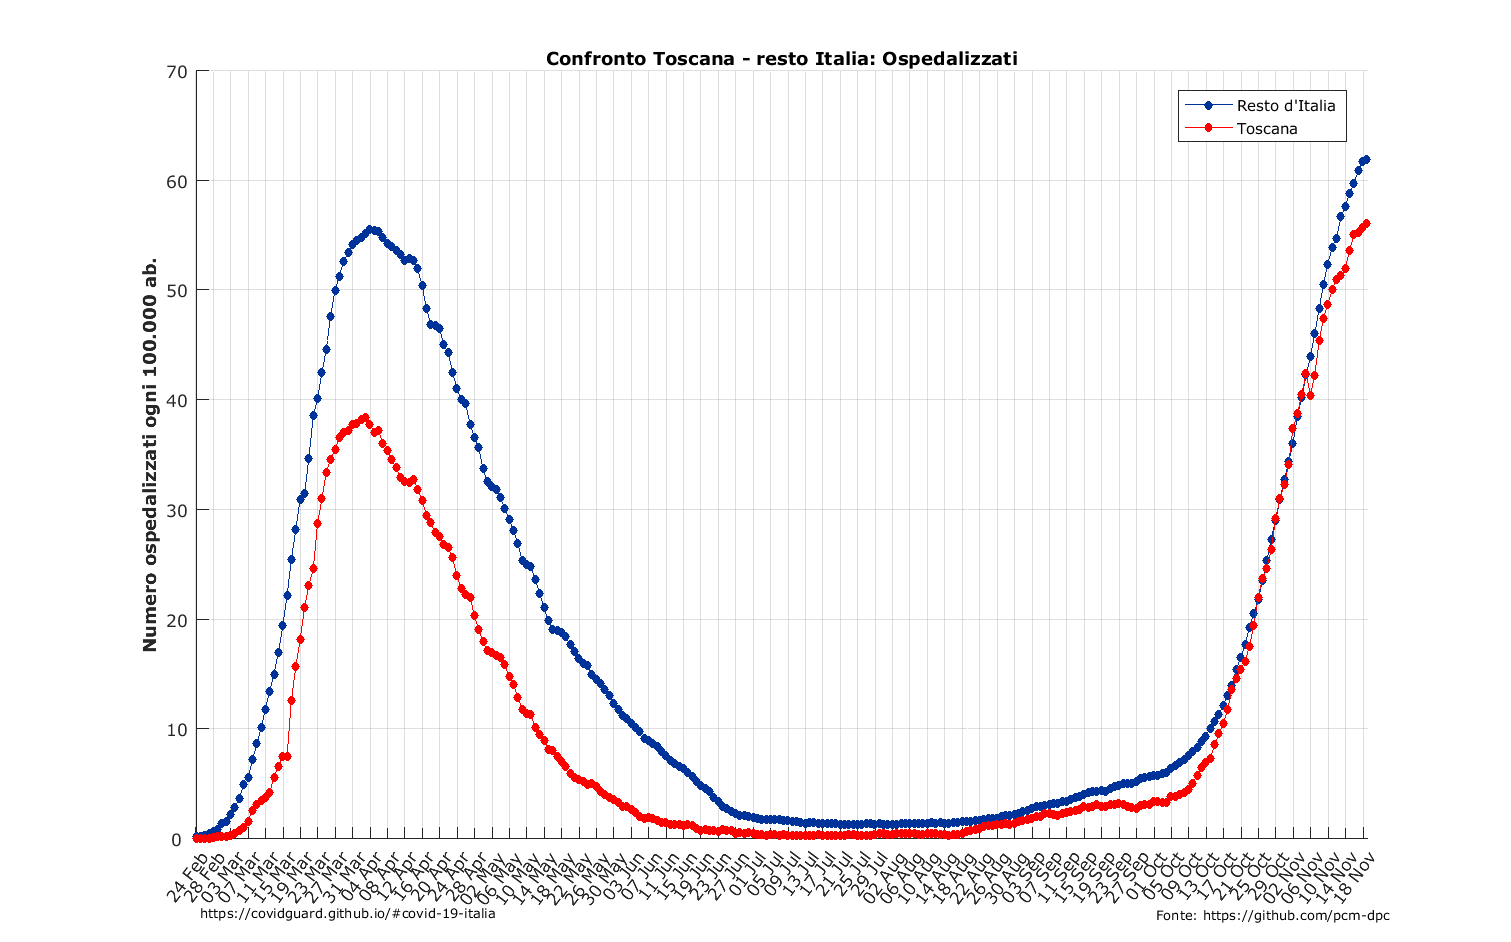 Confronto Toscana - resto Italia: Ospedalizzati
Resto d'Italia
Toscana
Numero ospedalizzati ogni 100.000 ab.
70
60
50
40
30
20
10
0
24 Feb
28 Feb
03 Mar
07 Mar
11 Mar
15 Mar
19 Mar
23 Mar
27 Mar
31 Mar
04 Apr
08 Apr
12 Apr
16 Apr
20 Apr
24 Apr
28 Apr
02 May
06 May
10 May
14 May
18 May
22 May
26 May
30 May
03 Jun
07 Jun
11 Jun
15 Jun
19 Jun
23 Jun
27 Jun
01 Jul
05 Jul
09 Jul
13 Jul
17 Jul
21 Jul
25 Jul
29 Jul
02 Aug
06 Aug
10 Aug
14 Aug
18 Aug
22 Aug
26 Aug
30 Aug
03 Sep
07 Sep
11 Sep
15 Sep
19 Sep
23 Sep
27 Sep
01 Oct
05 Oct
09 Oct
13 Oct
17 Oct
21 Oct
25 Oct
29 Oct
02 Nov
06 Nov
10 Nov
14 Nov
18 Nov
https://covidguard.github.io/#covid-19-italia
Fonte: https://github.com/pcm-dpc